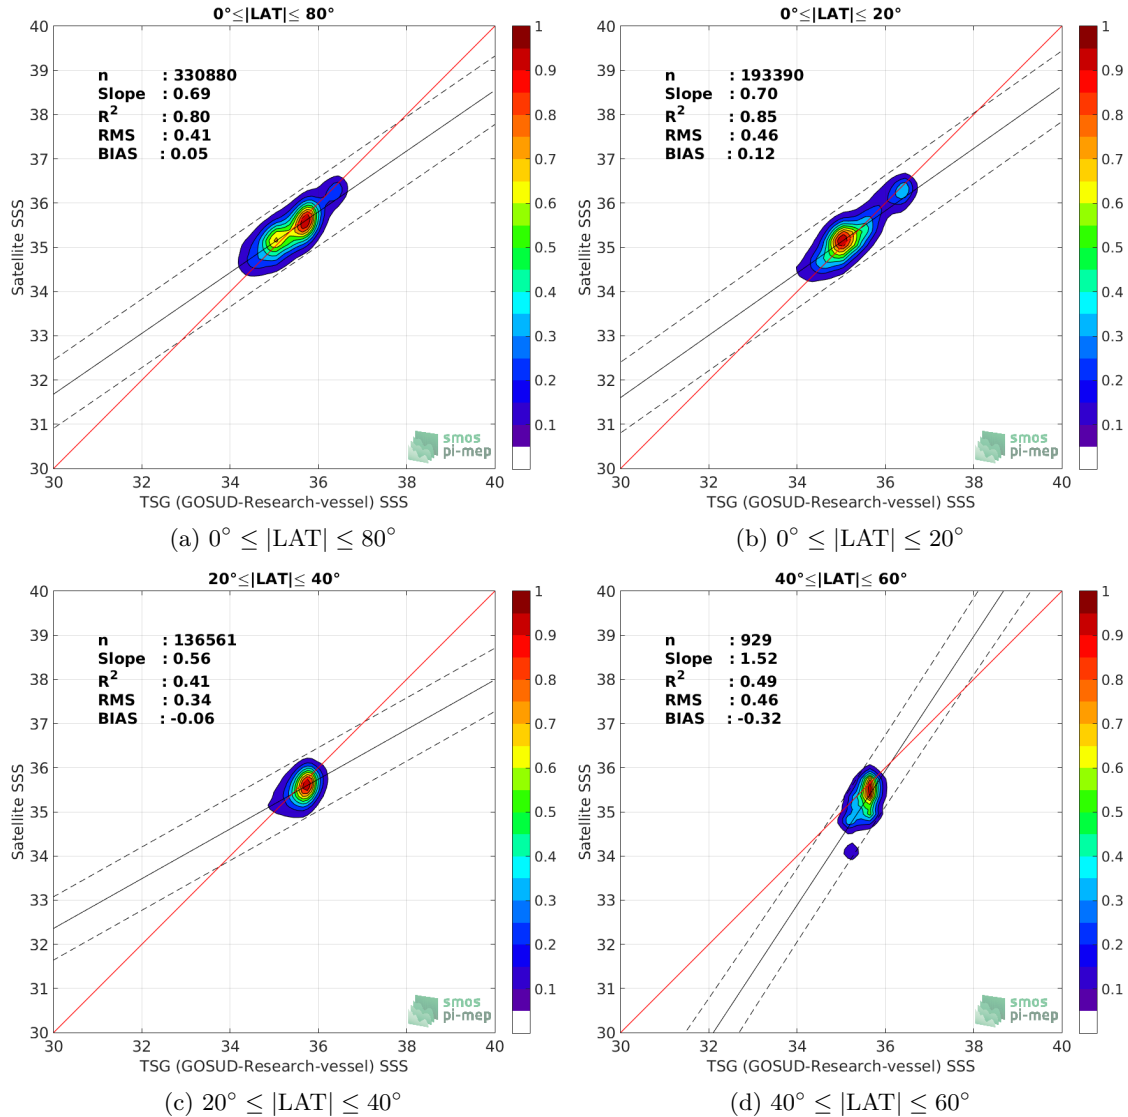 0°≤|LAT|≤ 80°
40
39
38
37
36
35
34
33
32
31
30
Satellite SSS
n : 330880
Slope : 0.69
R² : 0.80
RMS : 0.41
BIAS : 0.05
smos
pi-mep
30 32 34 36 38 40
TSG (GOSUD-Research-vessel) SSS
1
0.9
0.8
0.7
0.6
0.5
0.4
0.3
0.2
0.1
(a) 0° ≤ |LAT| ≤ 80°
0°≤|LAT|≤ 20°
40
39
38
37
36
35
34
33
32
31
30
Satellite SSS
n : 193390
Slope : 0.70
R² : 0.85
RMS : 0.46
BIAS : 0.12
smos
pi-mep
30 32 34 36 38 40
TSG (GOSUD-Research-vessel) SSS
1
0.9
0.8
0.7
0.6
0.5
0.4
0.3
0.2
0.1
(b) 0° ≤ |LAT| ≤ 20°
20°≤|LAT|≤ 40°
40
39
38
37
36
35
34
33
32
31
30
Satellite SSS
n : 136561
Slope : 0.56
R² : 0.41
RMS : 0.34
BIAS : -0.06
smos
pi-mep
30 32 34 36 38 40
TSG (GOSUD-Research-vessel) SSS
1
0.9
0.8
0.7
0.6
0.5
0.4
0.3
0.2
0.1
(c) 20° ≤ |LAT| ≤ 40°
40°≤|LAT|≤ 60°
40
39
38
37
36
35
34
33
32
31
30
Satellite SSS
n : 929
Slope : 1.52
R² : 0.49
RMS : 0.46
BIAS : -0.32
smos
pi-mep
30 32 34 36 38 40
TSG (GOSUD-Research-vessel) SSS
1
0.9
0.8
0.7
0.6
0.5
0.4
0.3
0.2
0.1
(d) 40° ≤ |LAT| ≤ 60°